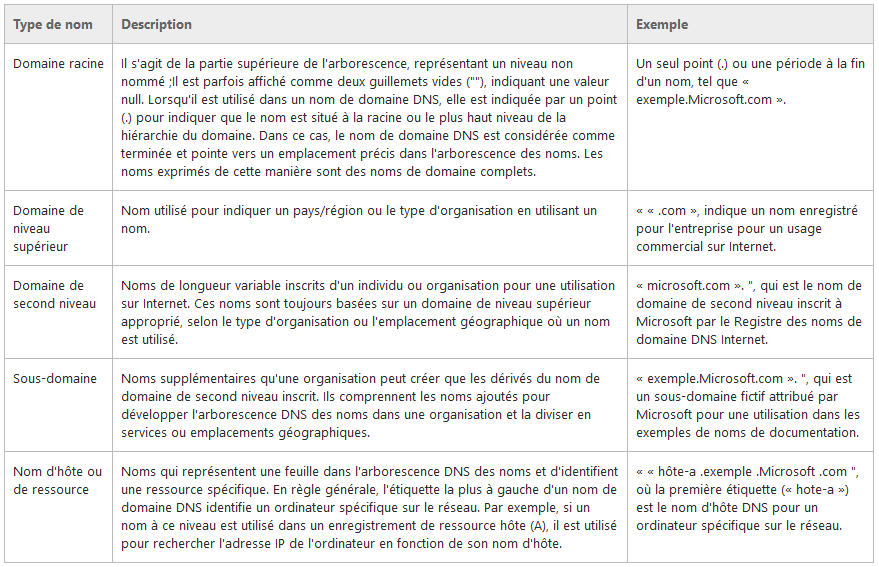 Type de nom
Description
Exemple
Domaine racine
Il s'agit de la partie supérieure de l'arborescence, représentant un niveau non
nommé ;Il est parfois affiché comme deux guillemets vides (""), indiquant une valeur
null. Lorsqu'il est utilisé dans un nom de domaine DNS, elle est indiquée par un point
(.) pour indiquer que le nom est situé à la racine ou le plus haut niveau de la
hiérarchie du domaine. Dans ce cas, le nom de domaine DNS est considérée comme
terminée et pointe vers un emplacement précis dans l'arborescence des noms. Les
noms exprimés de cette manière sont des noms de domaine complets.
Un seul point (.) ou une période à la fin
d'un nom, tel que «
exemple.Microsoft.com ».
Domaine de
niveau
supérieur
Nom utilisé pour indiquer un pays/région ou le type d'organisation en utilisant un
nom.
« « .com », indique un nom enregistré
pour l'entreprise pour un usage
commercial sur Internet.
Domaine de
second niveau
Noms de longueur variable inscrits d'un individu ou organisation pour une utilisation
sur Internet. Ces noms sont toujours basées sur un domaine de niveau supérieur
approprié, selon le type d'organisation ou l'emplacement géographique où un nom
est utilisé.
« microsoft.com ». ", qui est le nom de
domaine de second niveau inscrit à
Microsoft par le Registre des noms de
domaine DNS Internet.
Sous-domaine
Noms supplémentaires qu'une organisation peut créer que les dérivés du nom de
domaine de second niveau inscrit. Ils comprennent les noms ajoutés pour
développer l'arborescence DNS des noms dans une organisation et la diviser en
services ou emplacements géographiques.
« exemple.Microsoft.com ». ", qui est
un sous-domaine fictif attribué par
Microsoft pour une utilisation dans les
exemples de noms de documentation.
Nom d'hôte ou
de ressource
Noms qui représentent une feuille dans l'arborescence DNS des noms et d'identifient
une ressource spécifique. En règle générale, l'étiquette la plus à gauche d'un nom de
domaine DNS identifie un ordinateur spécifique sur le réseau. Par exemple, si un
nom à ce niveau est utilisé dans un enregistrement de ressource hôte (A), il est utilisé
pour rechercher l'adresse IP de l'ordinateur en fonction de son nom d'hôte.
« « hôte-a .exemple .Microsoft .com ",
où la première étiquette (« hote-a »)
est le nom d'hôte DNS pour un
ordinateur spécifique sur le réseau.